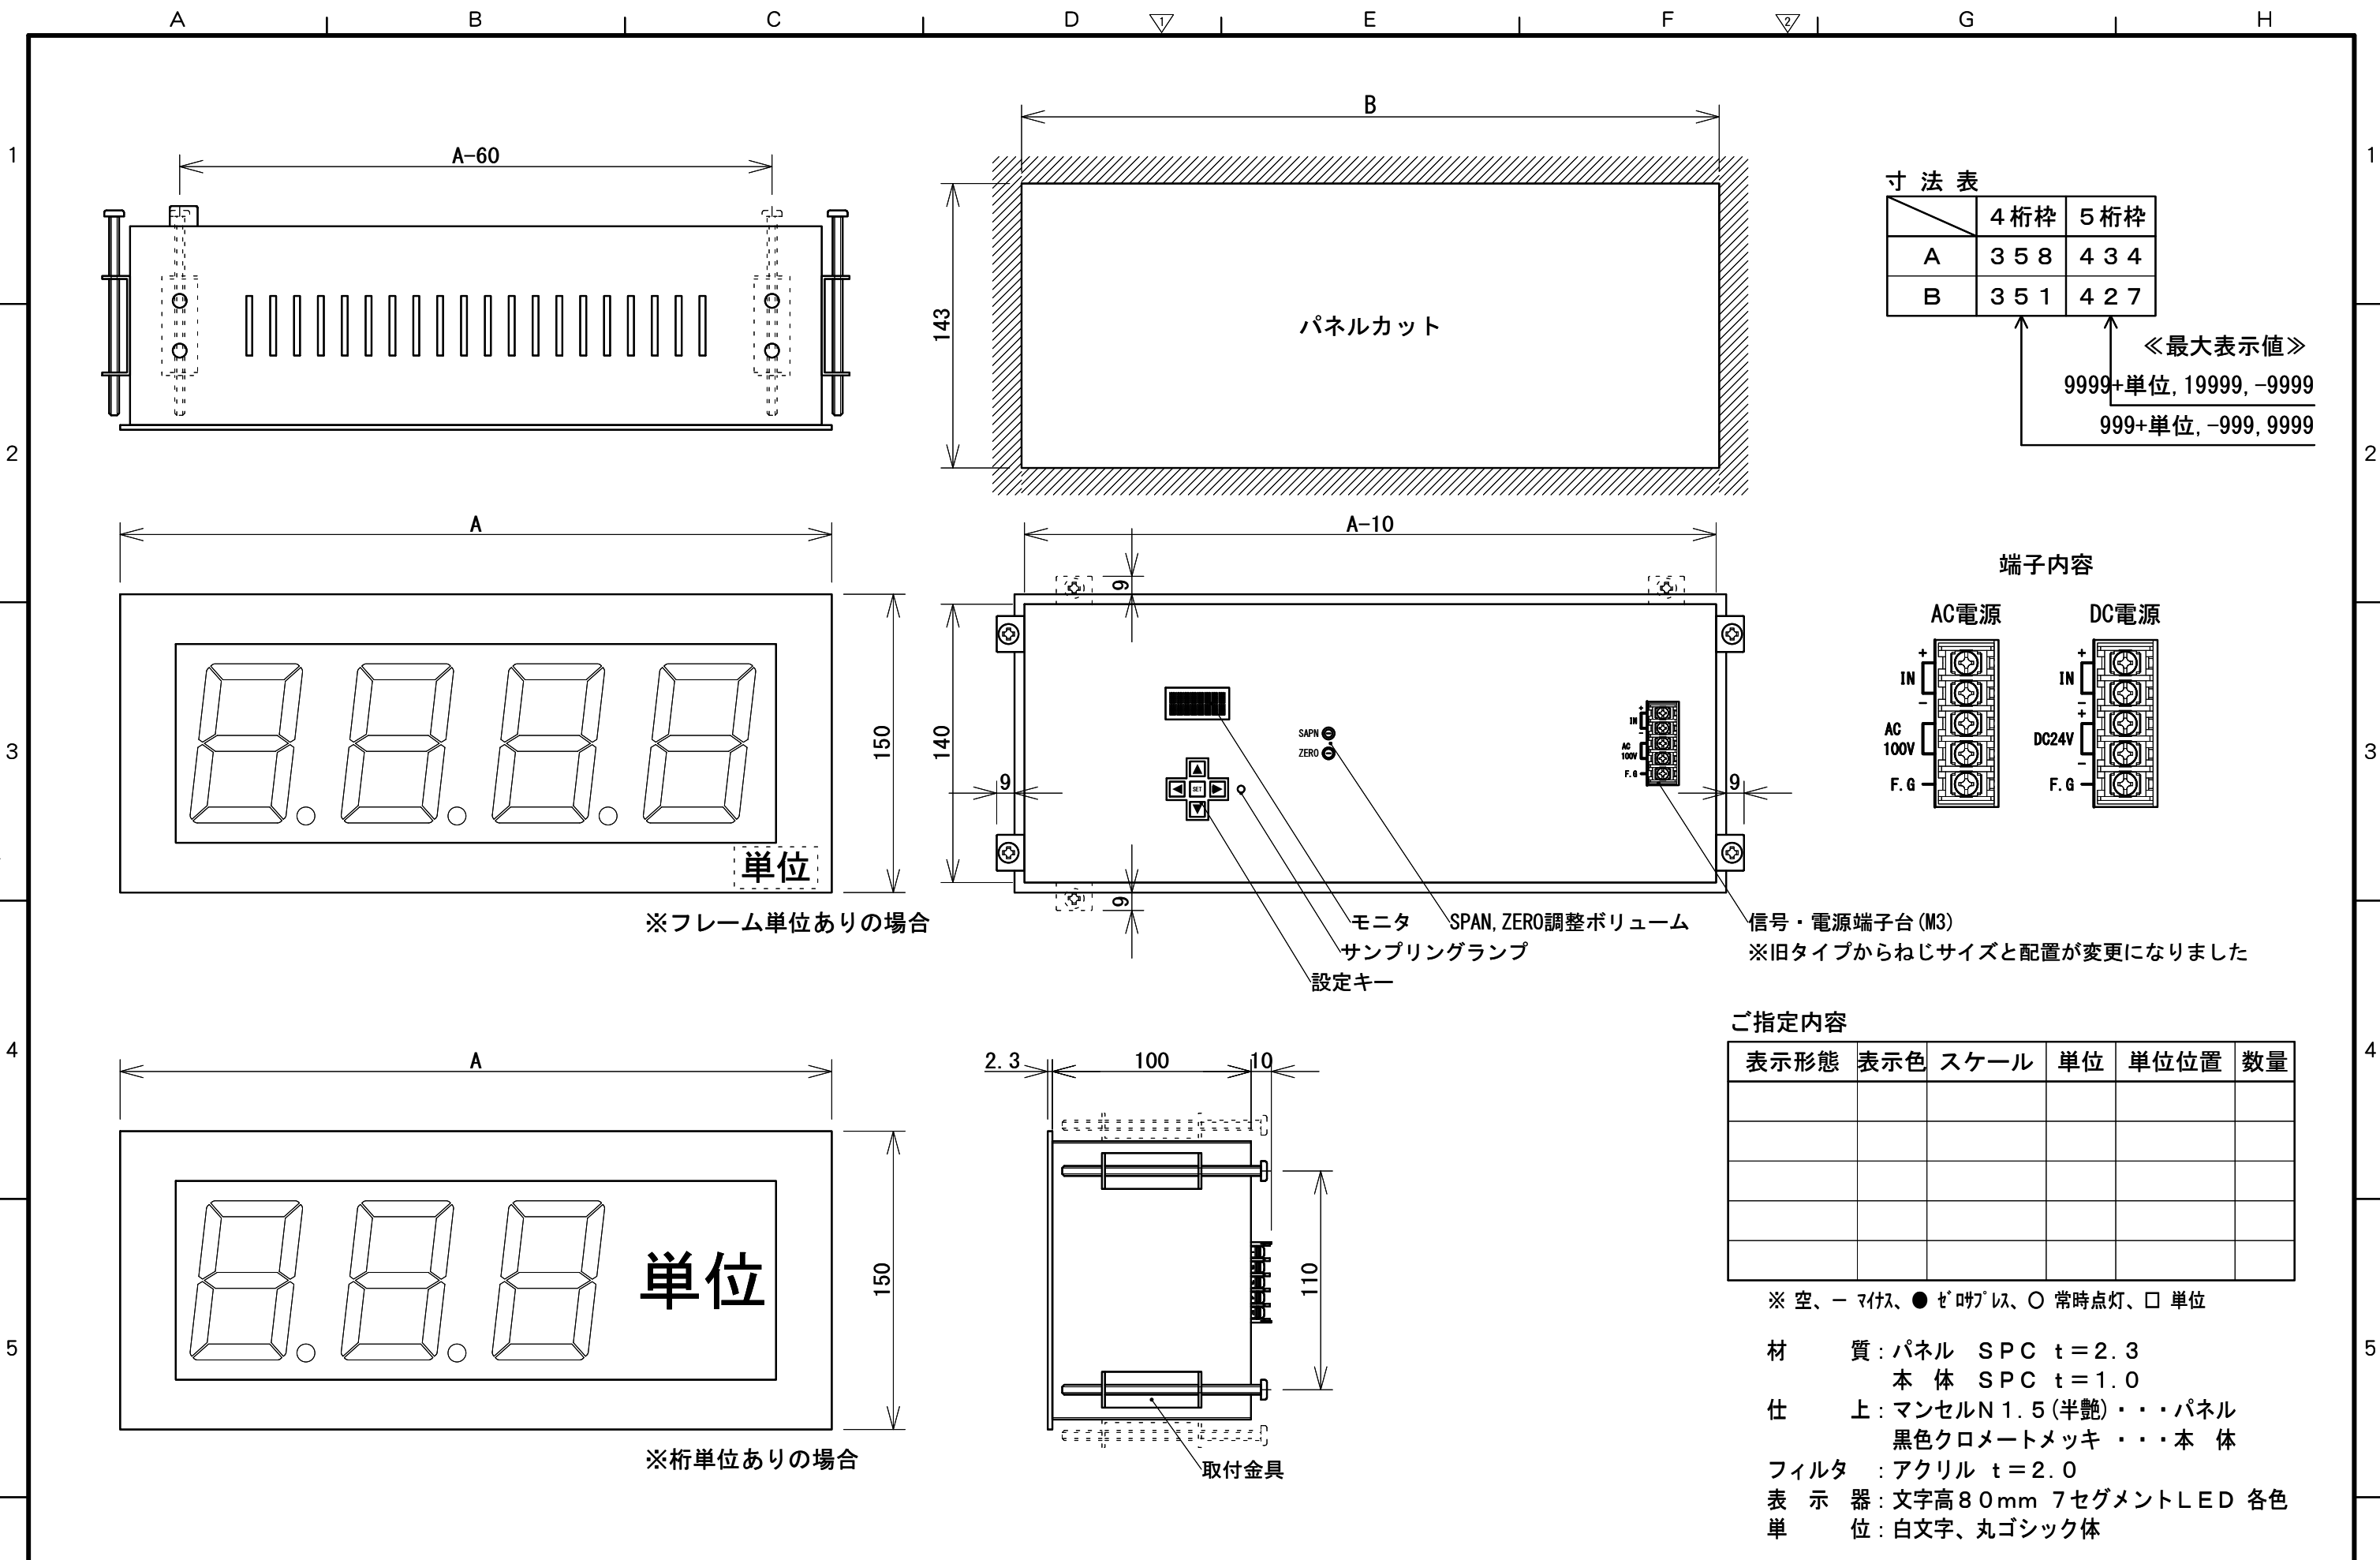 A B C D 1 E F 2 G H
1 1
2 2
3 3
4 4
5 5
A-60
B
143
パネルカット
寸 法 表
４桁枠 ５桁枠
Ａ ３５８ ４３４
Ｂ ３５１ ４２７
≪最大表示値≫
9999+単位,19999,-9999
999+単位,-999,9999
A
150
単位
※フレーム単位ありの場合
A-10
9
140
9
9
9
SAPN
ZERO
SET
+
IN
-
AC
100V
F.G
モニタ
SPAN,ZERO調整ボリューム
サンプリングランプ
設定キー
信号・電源端子台(M3)
※旧タイプからねじサイズと配置が変更になりました
端子内容
AC電源
+
IN
-
AC
100V
F.G
DC電源
+
IN
-
+
DC24V
-
F.G
A
150
単位
※桁単位ありの場合
2.3 100 10
110
取付金具
ご指定内容
表示形態 表示色 スケール 単位 単位位置 数量
※ 空、－ ﾏｲﾅｽ、● ｾﾞﾛｻﾌﾟﾚｽ、○ 常時点灯、□ 単位
材　　質：パネル　ＳＰＣ ｔ＝２.３
本　体　ＳＰＣ ｔ＝１.０
仕　　上：マンセルＮ１.５(半艶)・・・パネル
黒色クロメートメッキ ・・・本　体
フィルタ　：アクリル ｔ＝２.０
表　示　器：文字高８０mm ７セグメントＬＥＤ 各色
単　　位：白文字、丸ゴシック体